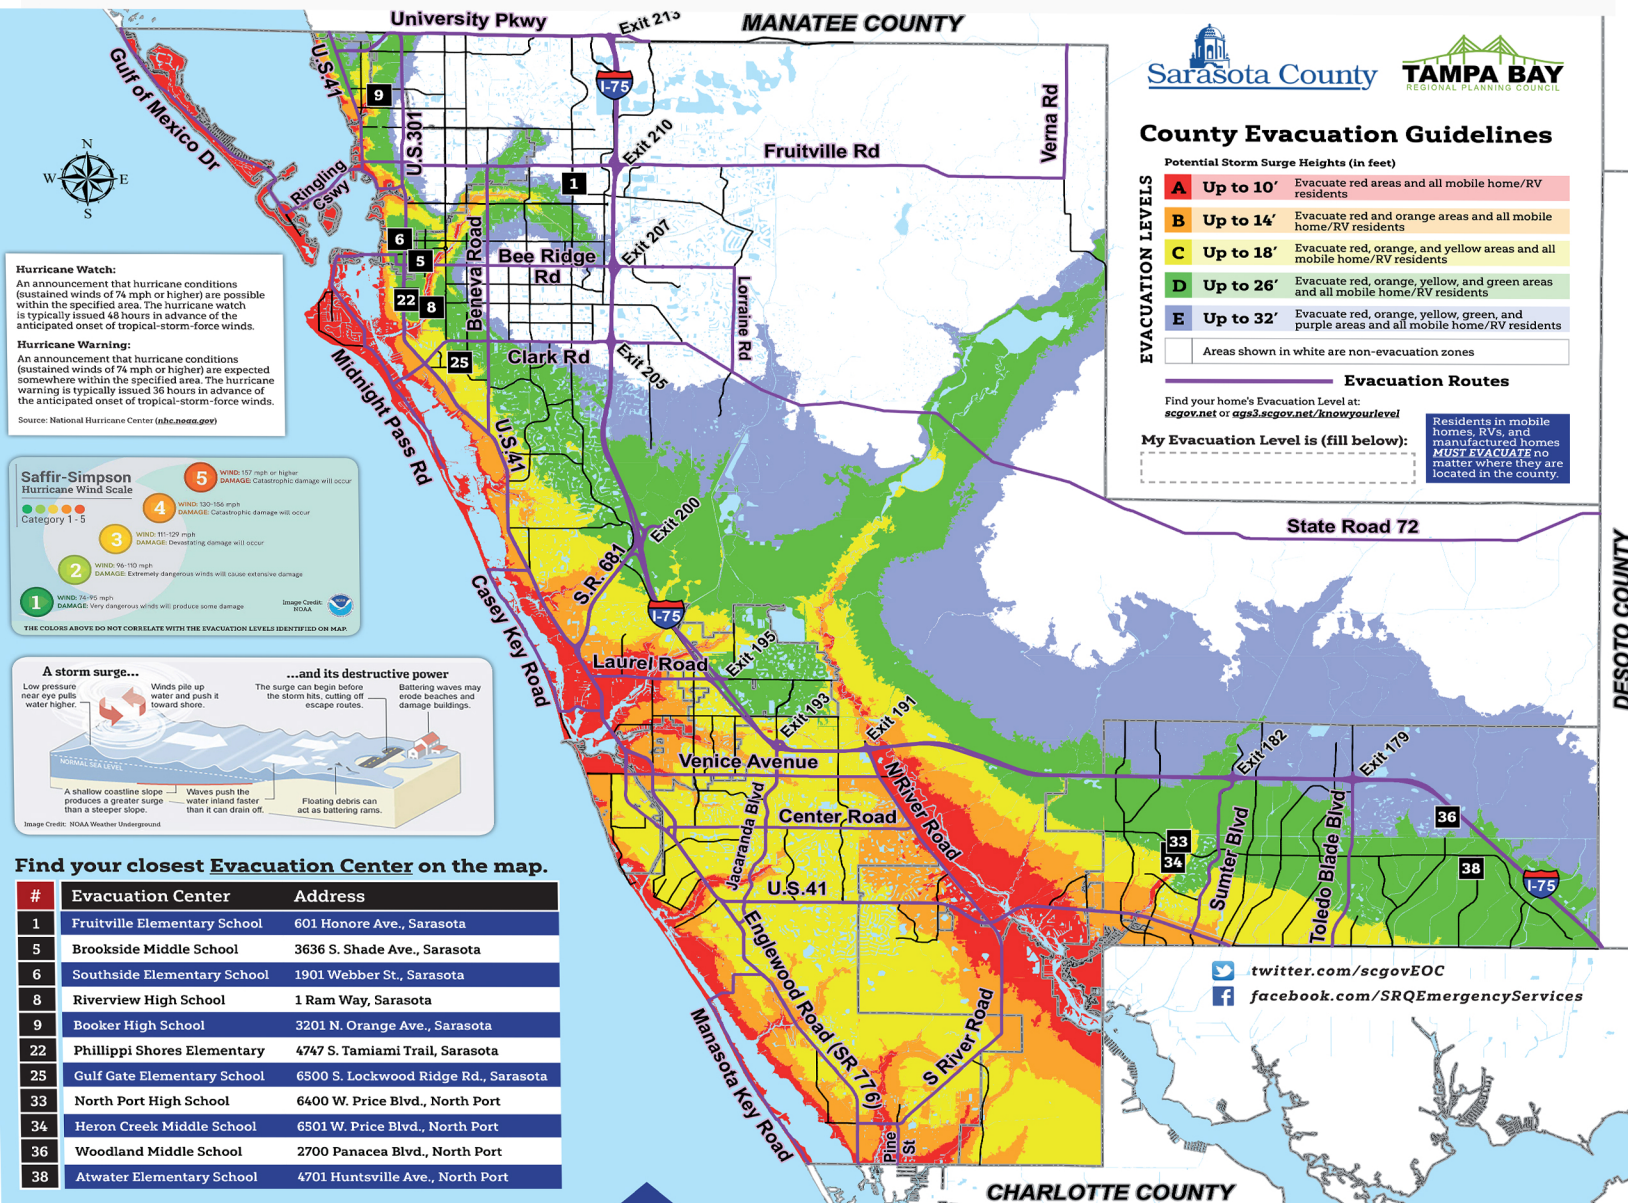 MANATEE COUNTY
University Pkwy
Exit 213
Gulf of Mexico Dr
U.S.41
9
I-75
U.S.301
Exit 210
Fruitville Rd
Verna Rd
Ringling
Cswy
1
N
W E
S
6
5
Beneva Road
Bee Ridge
Rd
Exit 207
Lorraine Rd
22
8
25
Clark Rd
Exit 205
Midnight Pass Rd
U.S.41
Exit 200
S.R. 681
I-75
Casey Key Road
Laurel Road
Exit 195
Exit 193
Exit 191
Venice Avenue
N River Road
Jacaranda Blvd
Center Road
U.S.41
Englewood Road (SR 776)
S River Road
Manasota Key Road
Pine
St
State Road 72
DESOTO COUNTY
Exit 182
Exit 179
Sumter Blvd
Toledo Blade Blvd
33
34
36
38
I-75
CHARLOTTE COUNTY
Sarasota County
TAMPA BAY
REGIONAL PLANNING COUNCIL
County Evacuation Guidelines
Potential Storm Surge Heights (in feet)
EVACUATION LEVELS
A Up to 10′ Evacuate red areas and all mobile home/RV
residents
B Up to 14′ Evacuate red and orange areas and all mobile
home/RV residents
C Up to 18′ Evacuate red, orange, and yellow areas and all
mobile home/RV residents
D Up to 26′ Evacuate red, orange, yellow, and green areas
and all mobile home/RV residents
E Up to 32′ Evacuate red, orange, yellow, green, and
purple areas and all mobile home/RV residents
Areas shown in white are non-evacuation zones
Evacuation Routes
Find your home's Evacuation Level at:
scgov.net or ags3.scgov.net/knowyourlevel
My Evacuation Level is (fill below):
Residents in mobile
homes, RVs, and
manufactured homes
MUST EVACUATE no
matter where they are
located in the county.
Hurricane Watch:
An announcement that hurricane conditions
(sustained winds of 74 mph or higher) are possible
within the specified area. The hurricane watch
is typically issued 48 hours in advance of the
anticipated onset of tropical-storm-force winds.
Hurricane Warning:
An announcement that hurricane conditions
(sustained winds of 74 mph or higher) are expected
somewhere within the specified area. The hurricane
warning is typically issued 36 hours in advance of
the anticipated onset of tropical-storm-force winds.
Source: National Hurricane Center (nhc.noaa.gov)
Saffir-Simpson
Hurricane Wind Scale
Category 1 - 5
5 WIND: 157 mph or higher
DAMAGE: Catastrophic damage will occur
4 WIND: 130-156 mph
DAMAGE: Catastrophic damage will occur
3 WIND: 111-129 mph
DAMAGE: Devastating damage will occur
2 WIND: 96-110 mph
DAMAGE: Extremely dangerous winds will cause extensive damage
1 WIND: 74-95 mph
DAMAGE: Very dangerous winds will produce some damage
Image Credit:
NOAA
THE COLORS ABOVE DO NOT CORRELATE WITH THE EVACUATION LEVELS IDENTIFIED ON MAP.
A storm surge...
Low pressure
near eye pulls
water higher.
Winds pile up
water and push it
toward shore.
...and its destructive power
The surge can begin before
the storm hits, cutting off
escape routes.
Battering waves may
erode beaches and
damage buildings.
NORMAL SEA LEVEL
A shallow coastline slope
produces a greater surge
than a steeper slope.
Waves push the
water inland faster
than it can drain off.
Floating debris can
act as battering rams.
Image Credit: NOAA Weather Underground
Find your closest Evacuation Center on the map.
# Evacuation Center Address
1 Fruitville Elementary School 601 Honore Ave., Sarasota
5 Brookside Middle School 3636 S. Shade Ave., Sarasota
6 Southside Elementary School 1901 Webber St., Sarasota
8 Riverview High School 1 Ram Way, Sarasota
9 Booker High School 3201 N. Orange Ave., Sarasota
22 Phillippi Shores Elementary 4747 S. Tamiami Trail, Sarasota
25 Gulf Gate Elementary School 6500 S. Lockwood Ridge Rd., Sarasota
33 North Port High School 6400 W. Price Blvd., North Port
34 Heron Creek Middle School 6501 W. Price Blvd., North Port
36 Woodland Middle School 2700 Panacea Blvd., North Port
38 Atwater Elementary School 4701 Huntsville Ave., North Port
twitter.com/scgovEOC
facebook.com/SRQEmergencyServices